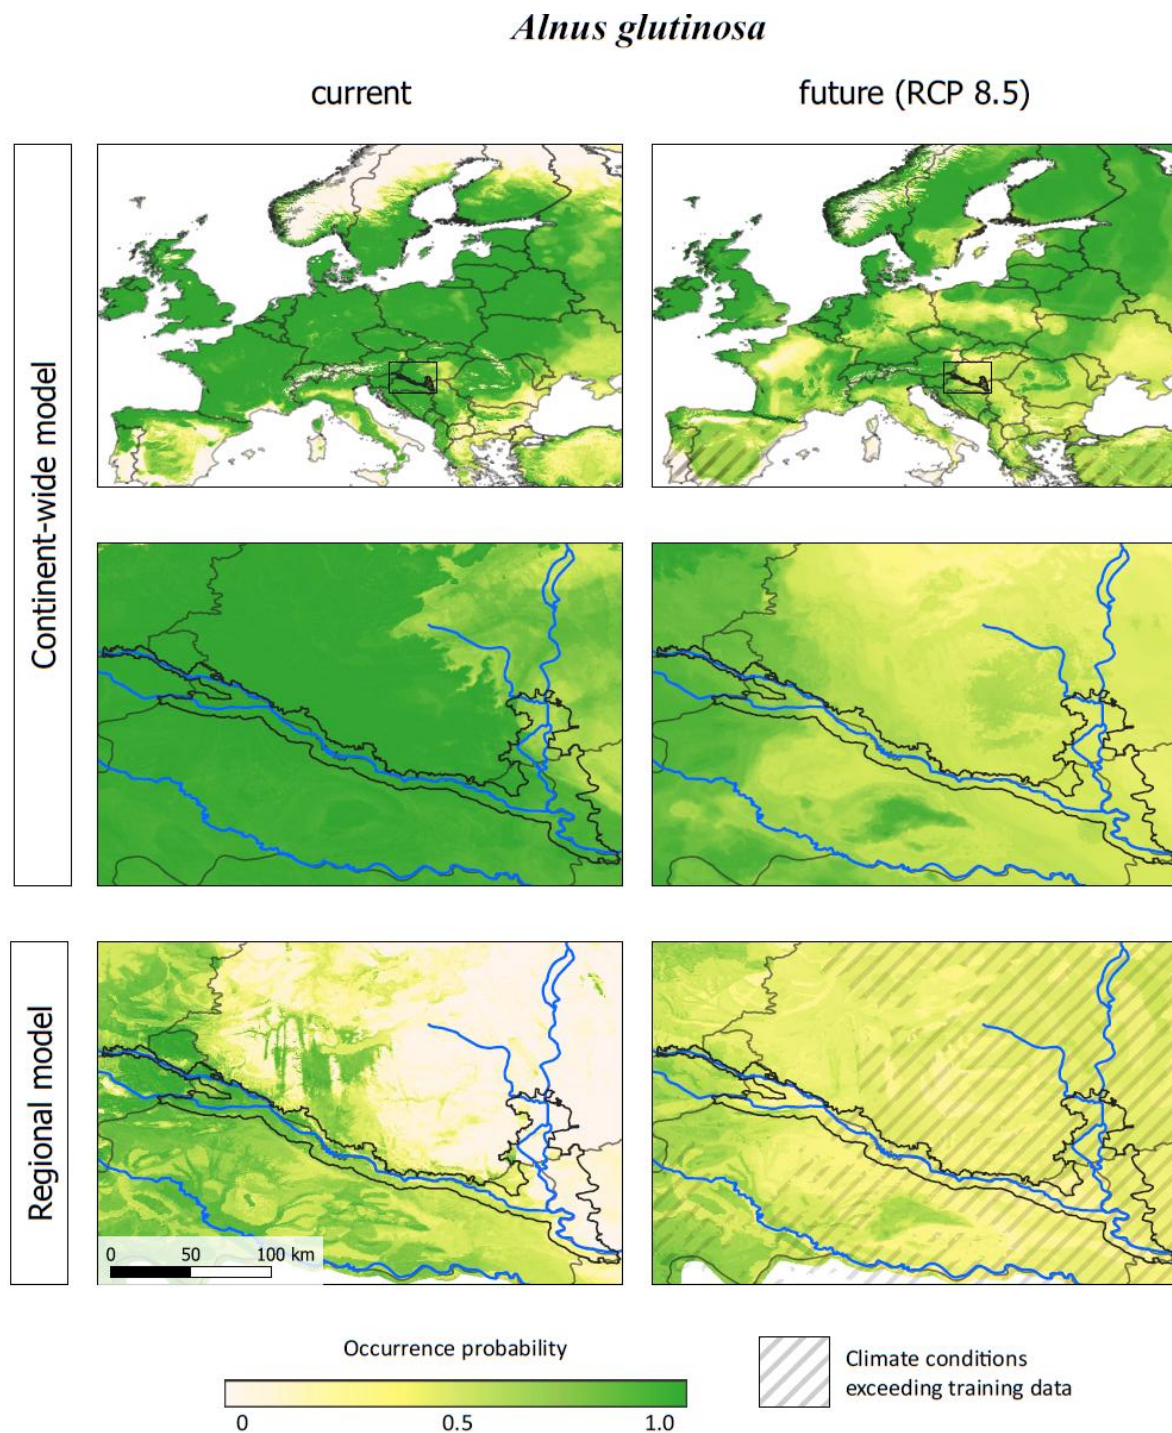 Alnus glutinosa
current
future (RCP 8.5)
Continent-wide model
Regional model
0 50 100 km
Occurrence probability
0 0.5 1.0
Climate conditions
exceeding training data